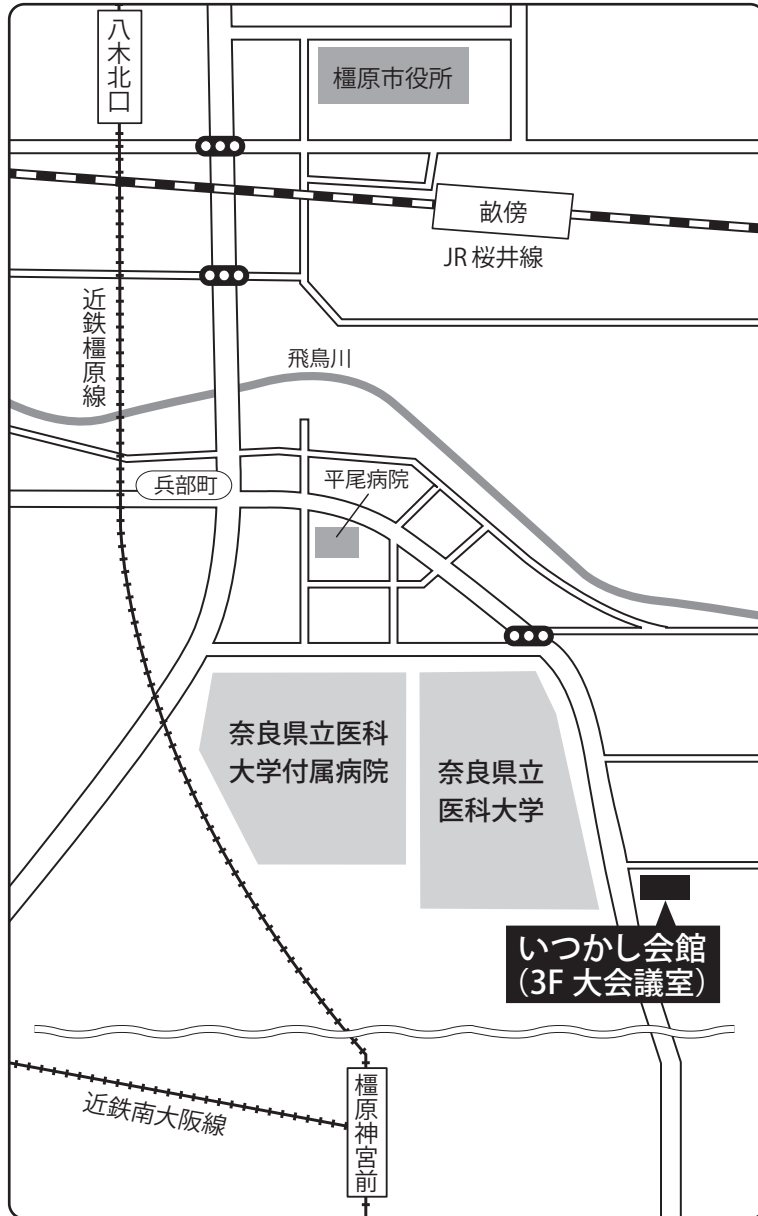 八木北口
橿原市役所
畝傍
JR 桜井線
近鉄橿原線
飛鳥川
兵部町
平尾病院
奈良県立医科
大学付属病院
奈良県立
医科大学
いつかし会館
（3F 大会議室）
近鉄南大阪線
橿原神宮前